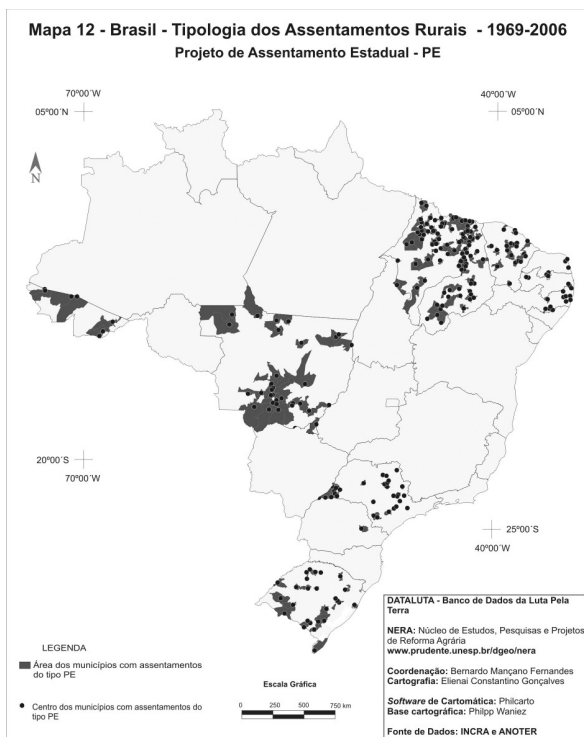 Mapa 12 - Brasil - Tipologia dos Assentamentos Rurais - 1969-2006
Projeto de Assentamento Estadual - PE
70º00´W
05º00´N
40º00´W
05º00´N
N
20º00´S
70º00´W
25º00´S
40º00´W
LEGENDA
Área dos municípios com assentamentos
do tipo PE
Centro dos municípios com assentamentos do
tipo PE
Escala Gráfica
0 250 500 750 km
DATALUTA - Banco de Dados da Luta Pela
Terra
NERA: Núcleo de Estudos, Pesquisas e Projetos
de Reforma Agrária
www.prudente.unesp.br/dgeo/nera
Coordenação: Bernardo Mançano Fernandes
Cartografia: Elienai Constantino Gonçalves
Software de Cartomática: Philcarto
Base cartográfica: Philpp Waniez
Fonte de Dados: INCRA e ANOTER